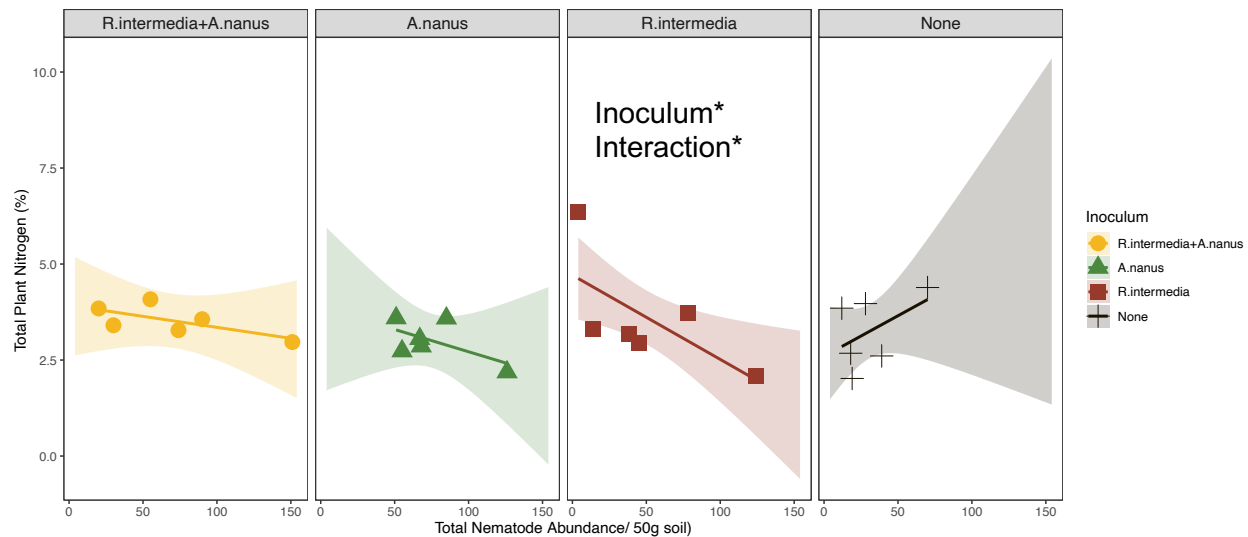 R.intermedia+A.nanus
A.nanus
R.intermedia
None
Inoculum*
Interaction*
Total Plant Nitrogen (%)
10.0
7.5
5.0
2.5
0.0
0 50 100 150
0 50 100 150
0 50 100 150
0 50 100 150
Total Nematode Abundance/ 50g soil)
Inoculum
R.intermedia+A.nanus
A.nanus
R.intermedia
None